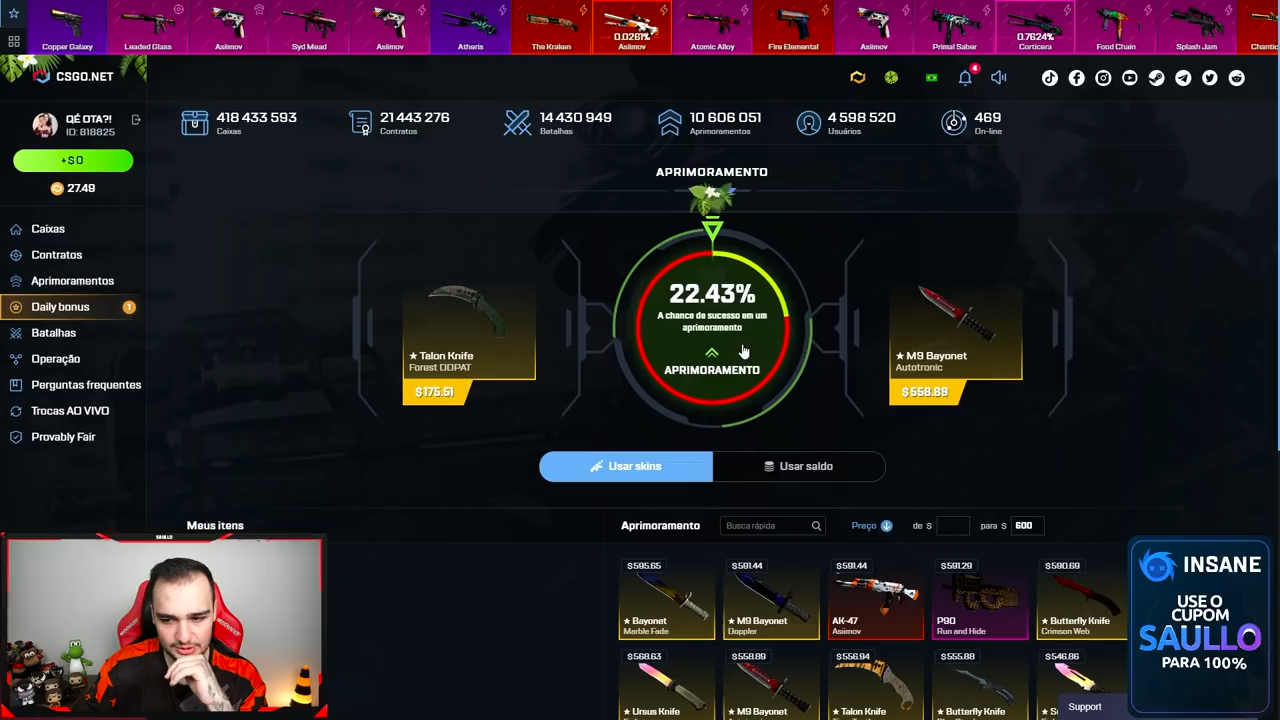 Copper Galaxy
Leaded Glass
Asiimov
Syd Mead
Asiimov
Atheris
The Kraken
0.0261%
Asiimov
Atomic Alloy
Fire Elemental
Asiimov
Primal Saber
0.7624%
Corticera
Food Chain
Splash Jam
Chantic
CSGO.NET
4
QÉ OTA?!
ID: 818825
+$0
27.49
418 433 593
Caixas
21 443 276
Contratos
14 430 949
Batalhas
10 606 051
Aprimoramentos
4 598 520
Usuários
469
On-line
Caixas
Contratos
Aprimoramentos
Daily bonus
1
Batalhas
Operação
Perguntas frequentes
Trocas AO VIVO
Provably Fair
APRIMORAMENTO
★ Talon Knife
Forest DDPAT
$175.51
22.43%
A chance de sucesso em um
aprimoramento
APRIMORAMENTO
★ M9 Bayonet
Autotronic
$558.89
Usar skins
Usar saldo
Meus itens
Aprimoramento
Busca rápida
Preço
de $
para $
600
$595.65
★ Bayonet
Marble Fade
$591.44
★ M9 Bayonet
Doppler
$591.44
AK-47
Asiimov
$591.29
P90
Run and Hide
$590.69
★ Butterfly Knife
Crimson Web
$568.63
★ Ursus Knife
$558.89
★ M9 Bayonet
$556.94
★ Talon Knife
$555.88
★ Butterfly Knife
$546.86
SAULLO
INSANE
USE O
CUPOM
SAULLO
PARA 100%
Support